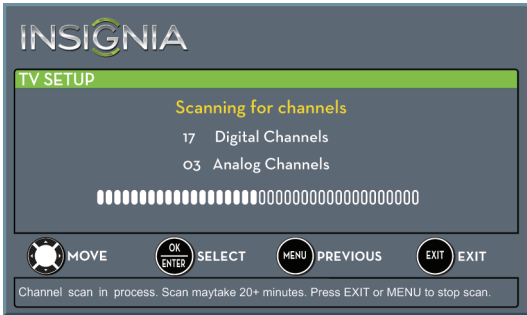 INSIGNIA
TV SETUP
Scanning for channels
17 Digital Channels
03 Analog Channels
MOVE OK ENTER SELECT MENU PREVIOUS EXIT EXIT
Channel scan in process. Scan maytake 20+ minutes. Press EXIT or MENU to stop scan.